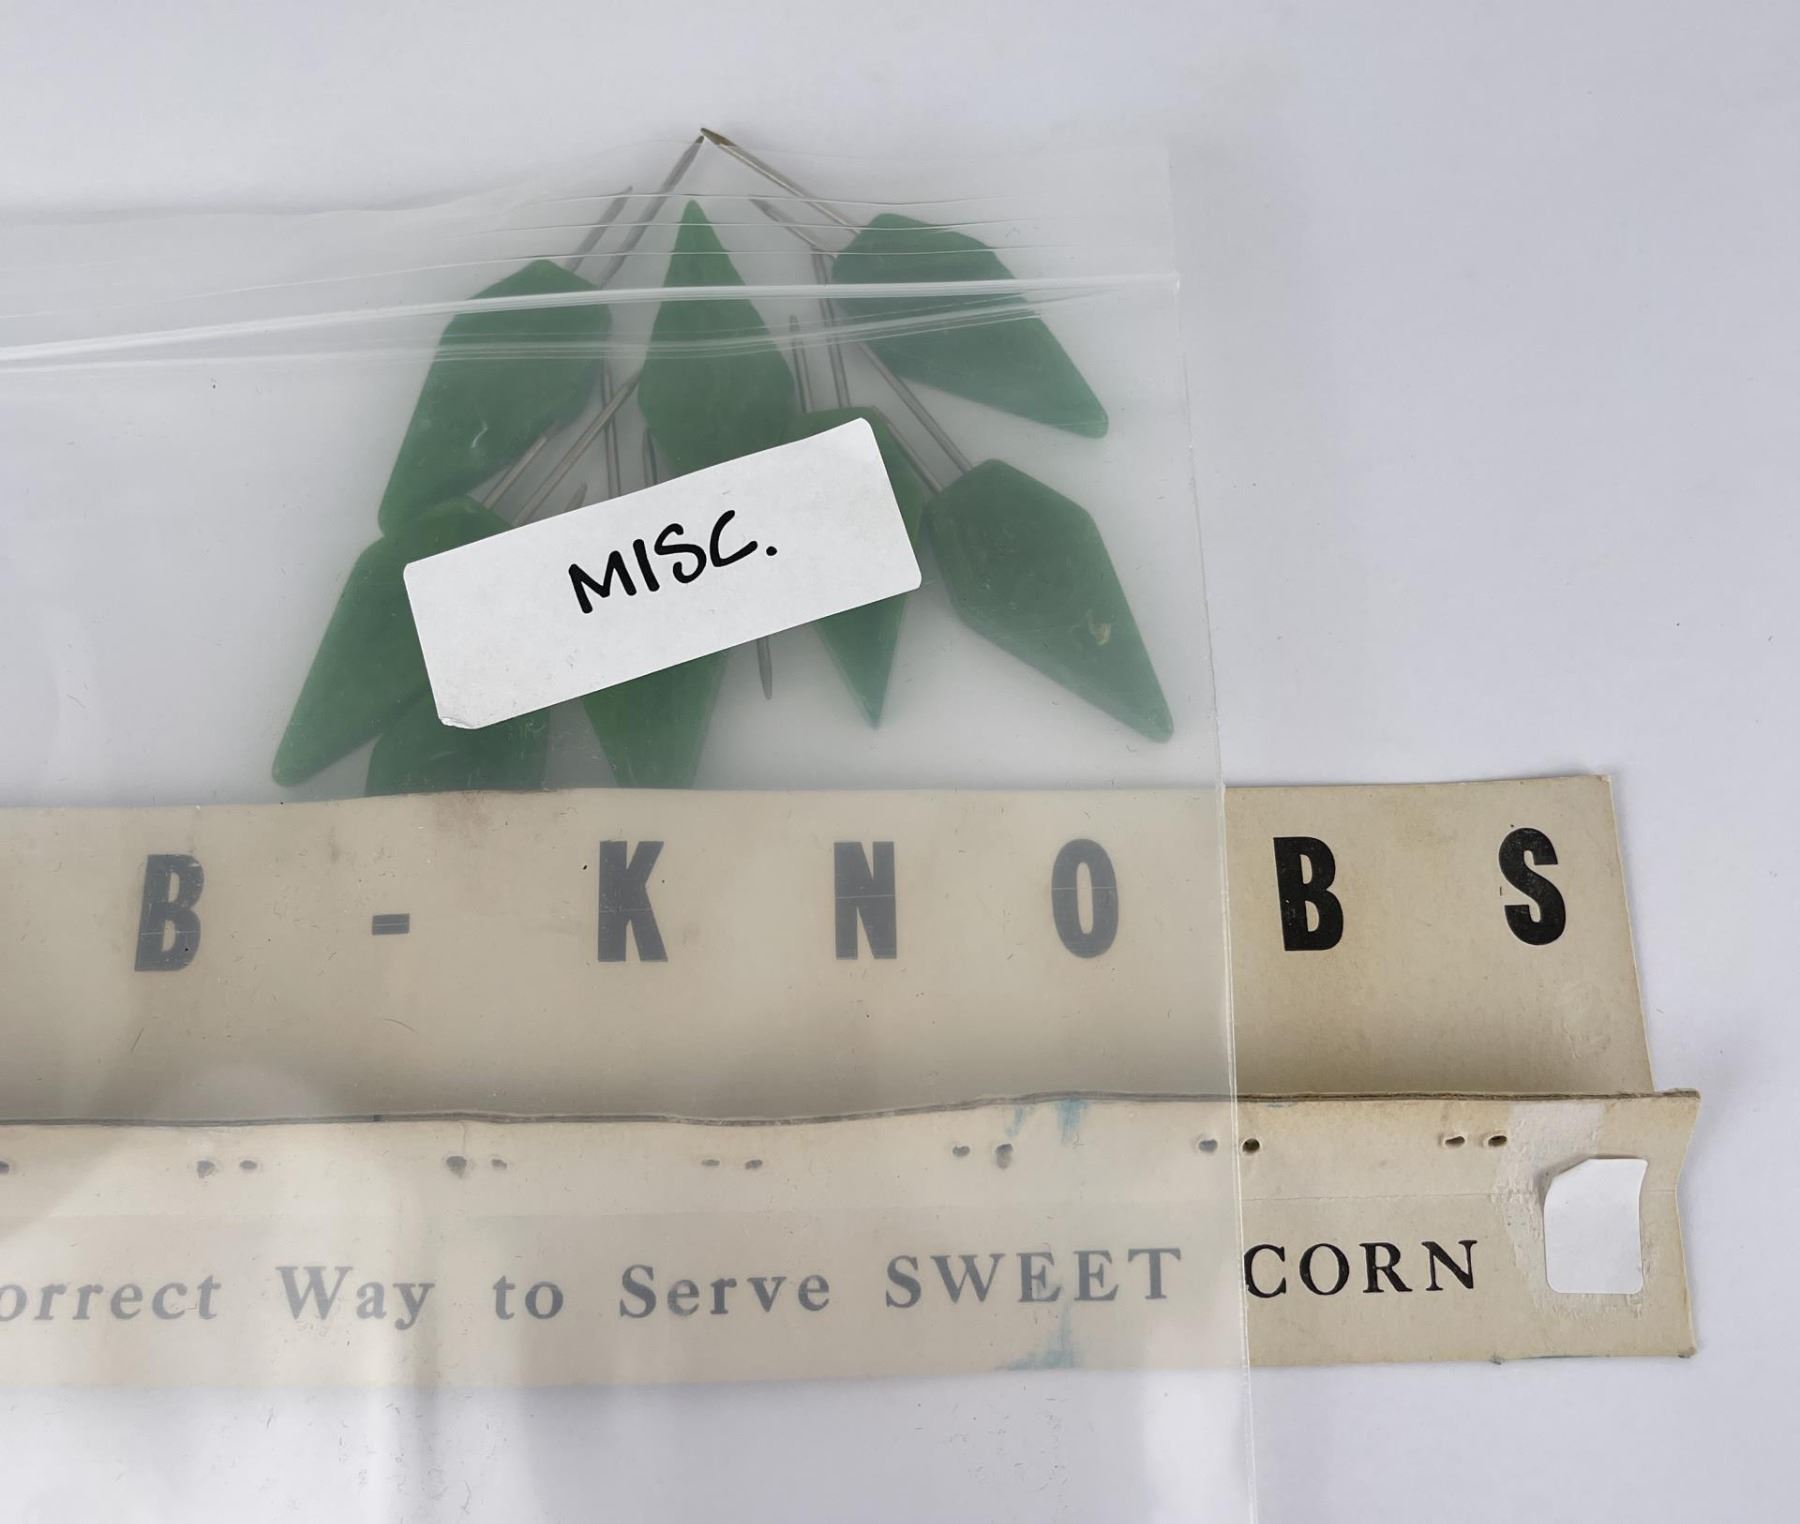 MISC.
B - K N O B S
orrect Way to Serve SWEET CORN